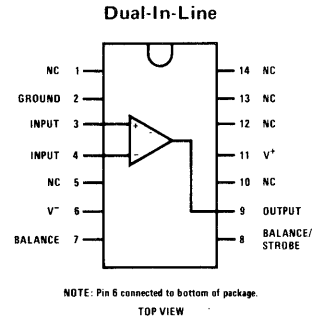 Dual-In-Line
NC 1
GROUND 2
INPUT 3
INPUT 4
NC 5
V− 6
BALANCE 7
14 NC
13 NC
12 NC
11 V+
10 NC
9 OUTPUT
8 BALANCE/
STROBE
+
−
NOTE: Pin 6 connected to bottom of package.
TOP VIEW